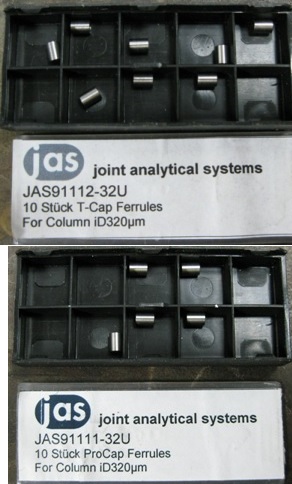 jas joint analytical systems
JAS91112-32U
10 Stück T-Cap Ferrules
For Column iD320µm
jas joint analytical systems
JAS91111-32U
10 Stück ProCap Ferrules
For Column iD320µm